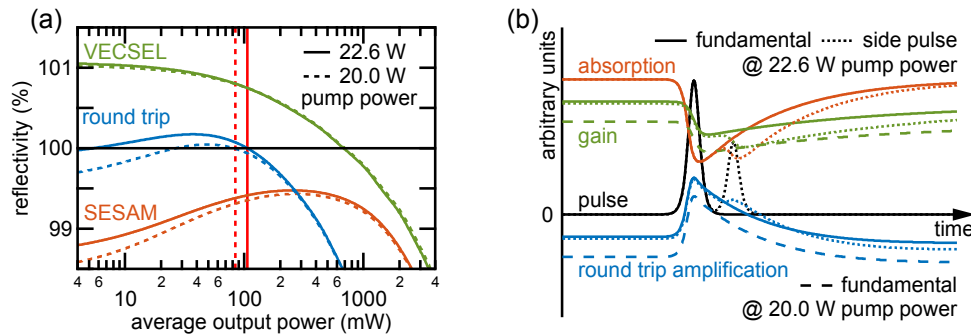 (a)
VECSEL
22.6 W
20.0 W
pump power
round trip
SESAM
reflectivity (%)
101
100
99
4 6 2 4 6 2 4 6 2 4
10 100 1000
average output power (mW)
(b)
fundamental side pulse
@ 22.6 W pump power
absorption
gain
pulse
arbitrary units
0
time
round trip amplification
fundamental
@ 20.0 W pump power